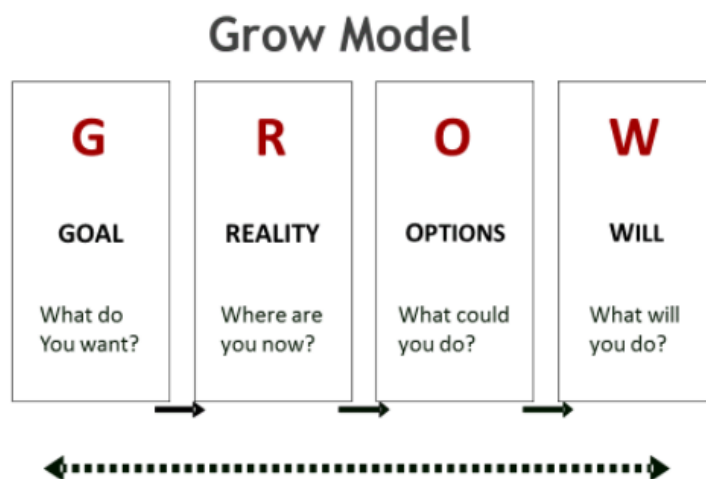 Grow Model
G
GOAL
What do
You want?
R
REALITY
Where are
you now?
O
OPTIONS
What could
you do?
W
WILL
What will
you do?